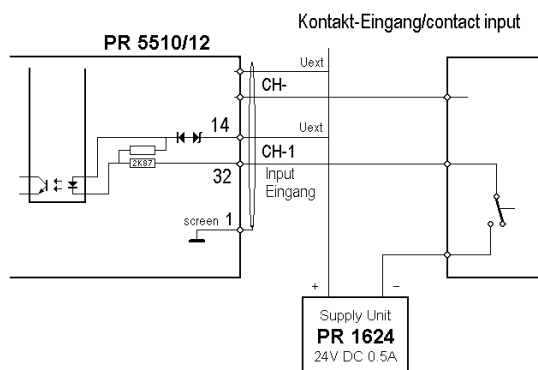 Kontakt-Eingang/contact input
PR 5510/12
Uext
CH-
14
Uext
CH-1
2K87
32
Input
Eingang
screen 1
+
−
Supply Unit
PR 1624
24V DC 0.5A